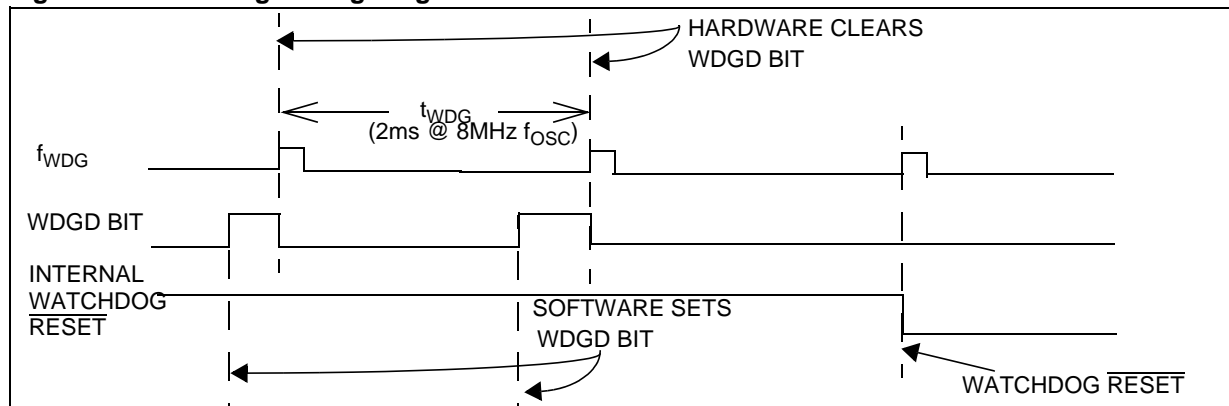 HARDWARE CLEARS
WDGD BIT
tWDG
(2ms @ 8MHz fOSC)
fWDG
WDGD BIT
INTERNAL
WATCHDOG
RESET
SOFTWARE SETS
WDGD BIT
WATCHDOG RESET